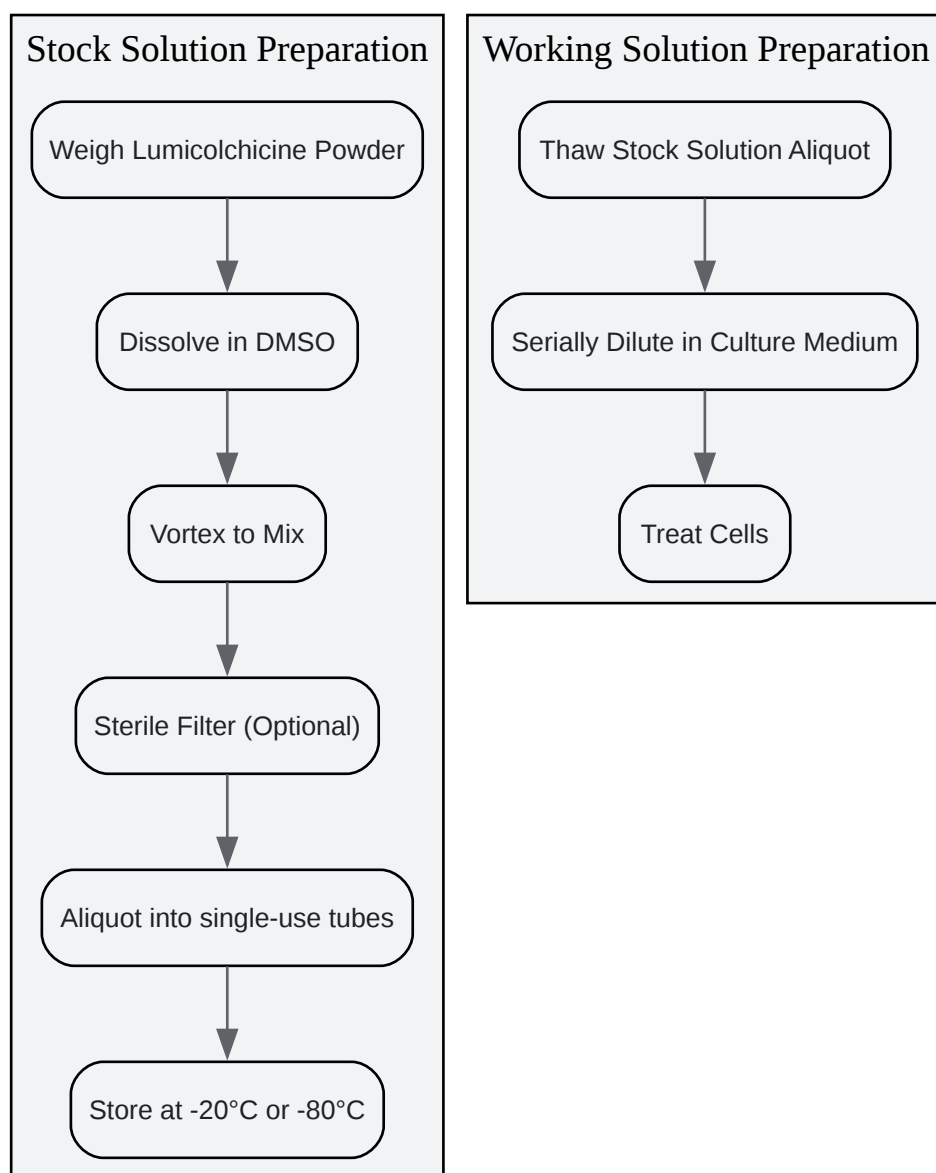 Stock Solution Preparation
Weigh Lumicolchicine Powder
Dissolve in DMSO
Vortex to Mix
Sterile Filter (Optional)
Aliquot into single-use tubes
Store at -20°C or -80°C
Working Solution Preparation
Thaw Stock Solution Aliquot
Serially Dilute in Culture Medium
Treat Cells